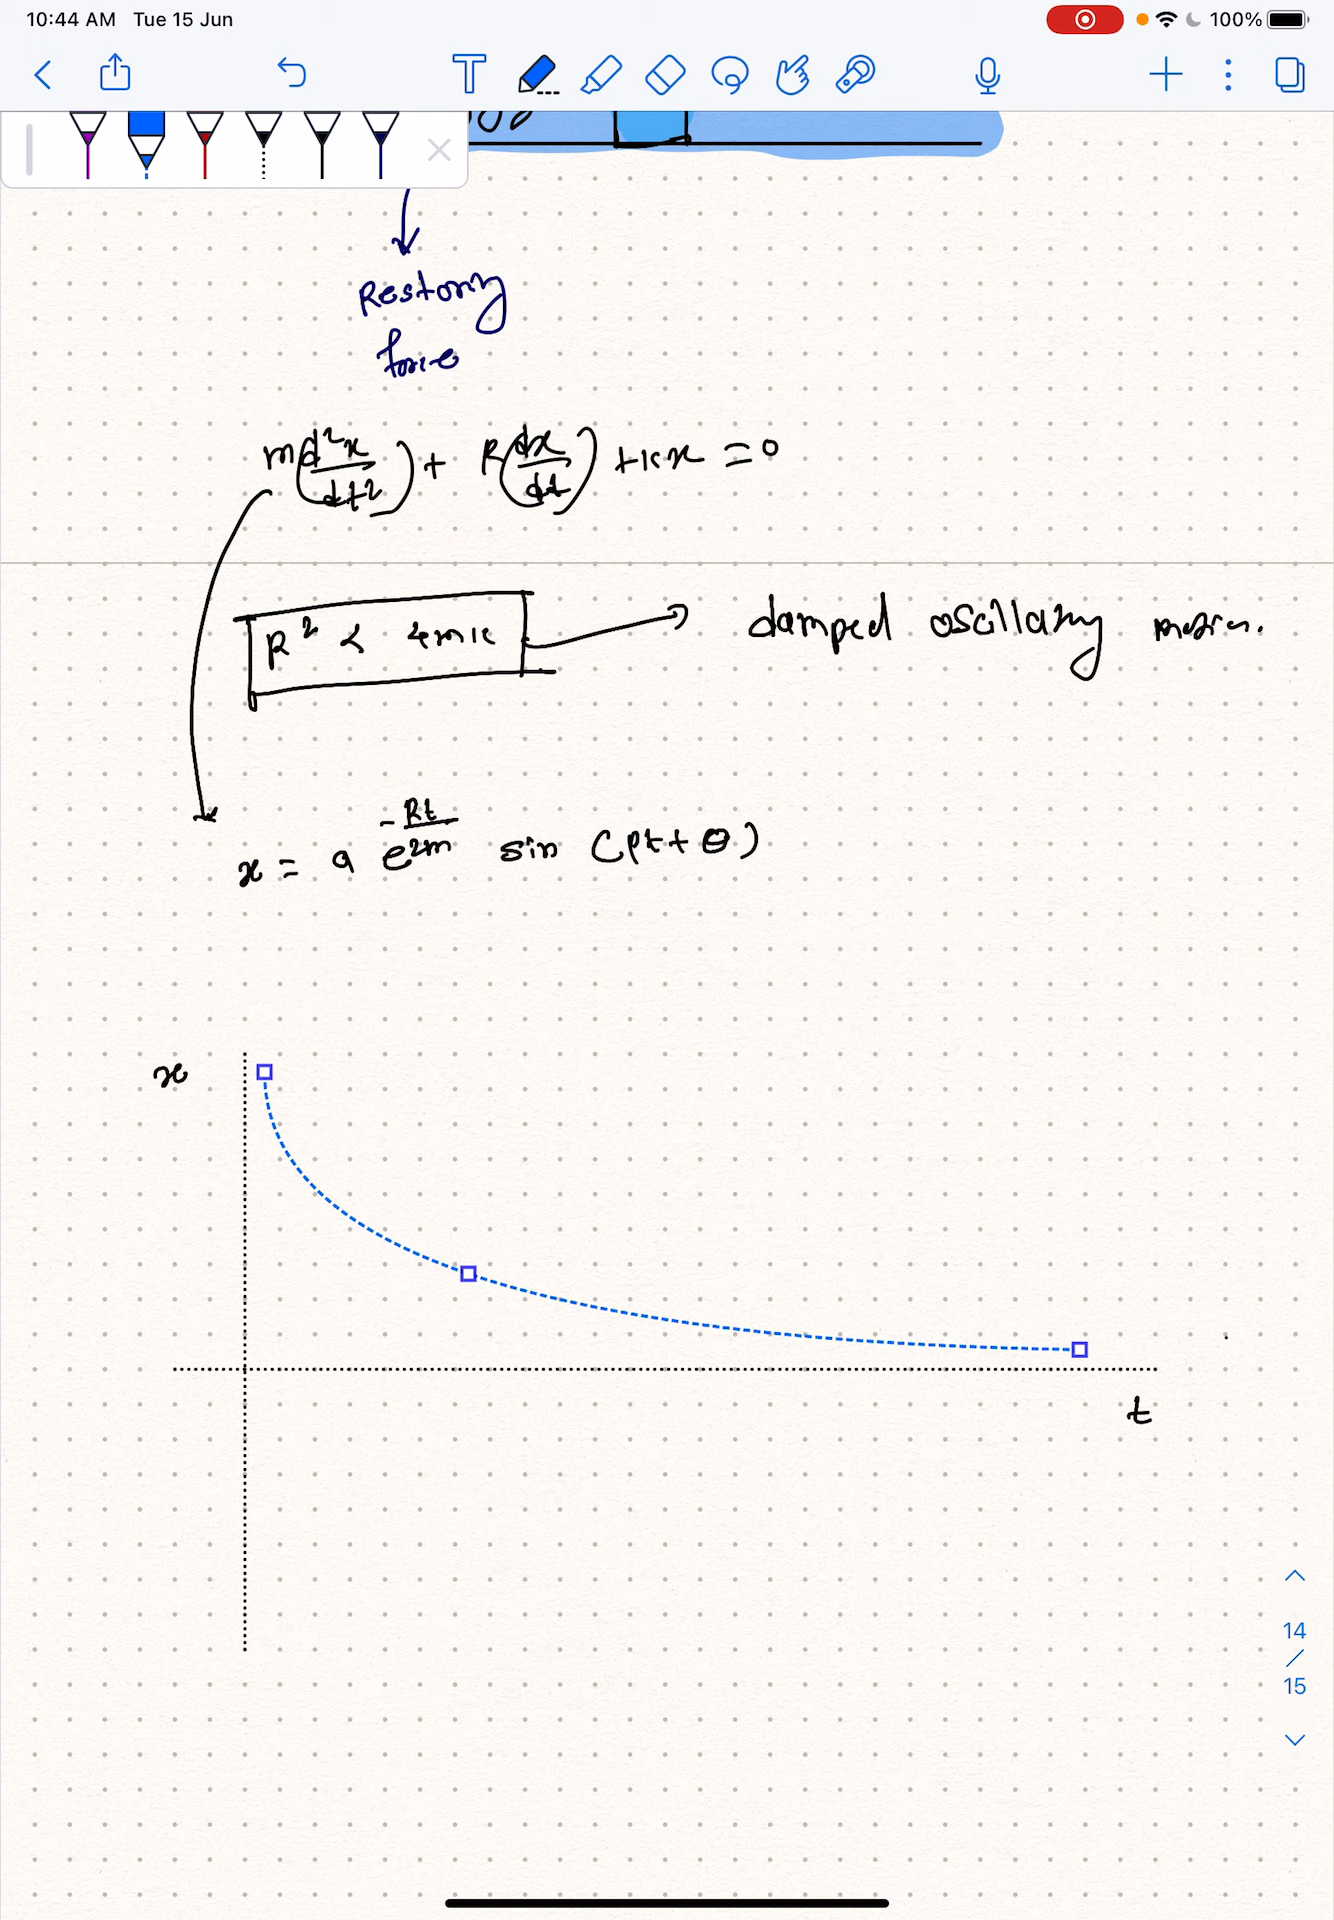 10:44 AM Tue 15 Jun
100%
Restoring
force
m(d²x/dt²) + R(dx/dt) + kx = 0
R² < 4mk
damped oscillatory motion.
x = a e^(-Rt/2m) sin (pt + θ)
x
t
14
/
15